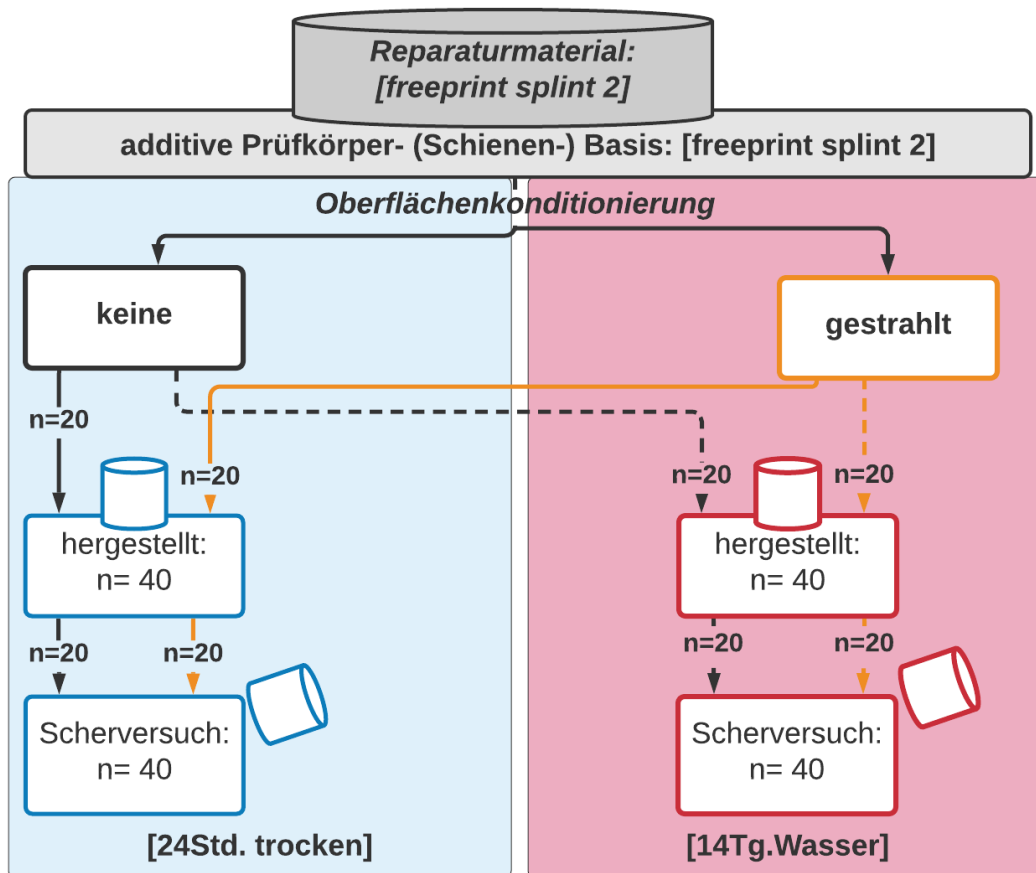 Reparaturmaterial:
[freeprint splint 2]
additive Prüfkörper- (Schienen-) Basis: [freeprint splint 2]
Oberflächenkonditionierung
keine
gestrahlt
n=20
n=20
n=20
n=20
hergestellt:
n= 40
hergestellt:
n= 40
n=20
n=20
n=20
n=20
Scherversuch:
n= 40
Scherversuch:
n= 40
[24Std. trocken]
[14Tg.Wasser]